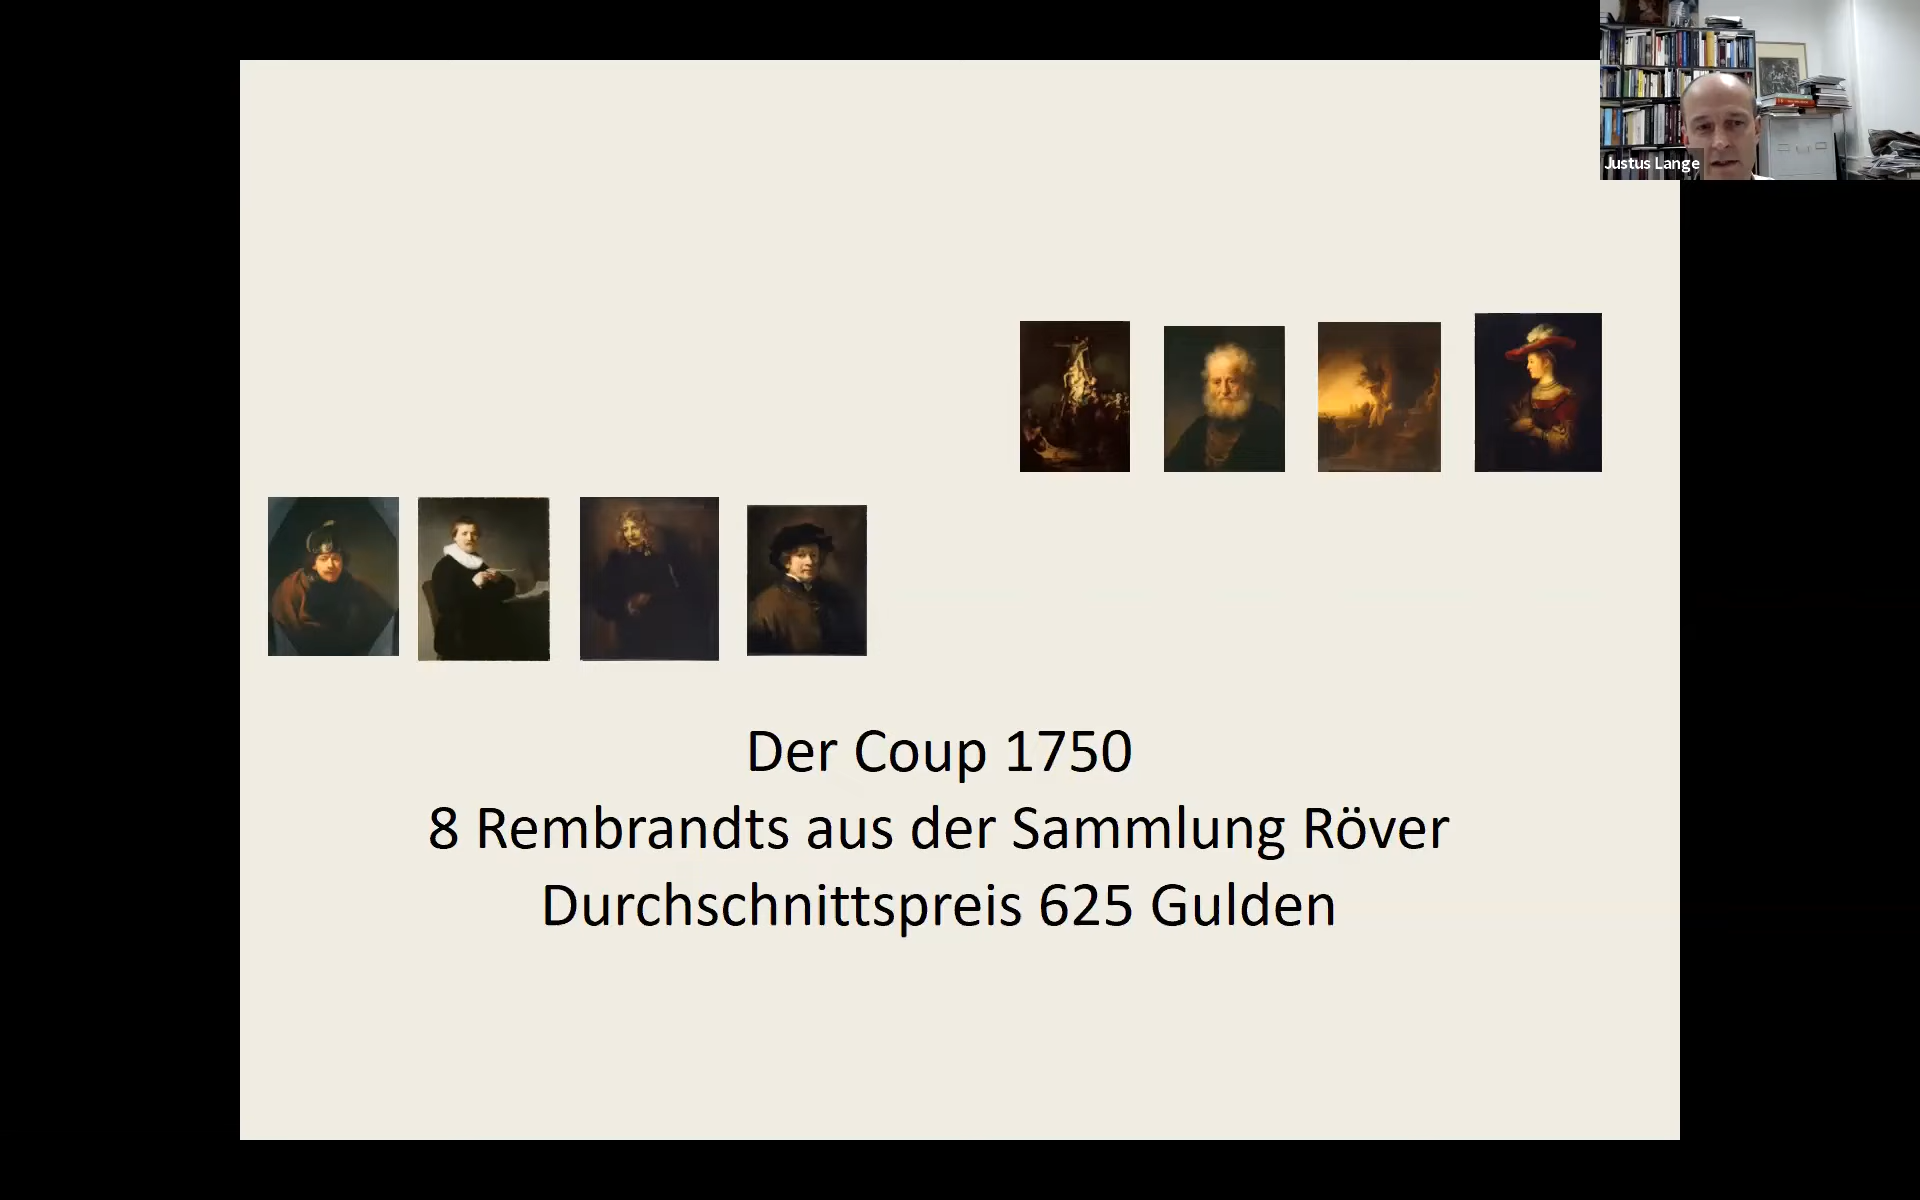 Justus Lange
Der Coup 1750
8 Rembrandts aus der Sammlung Röver
Durchschnittspreis 625 Gulden